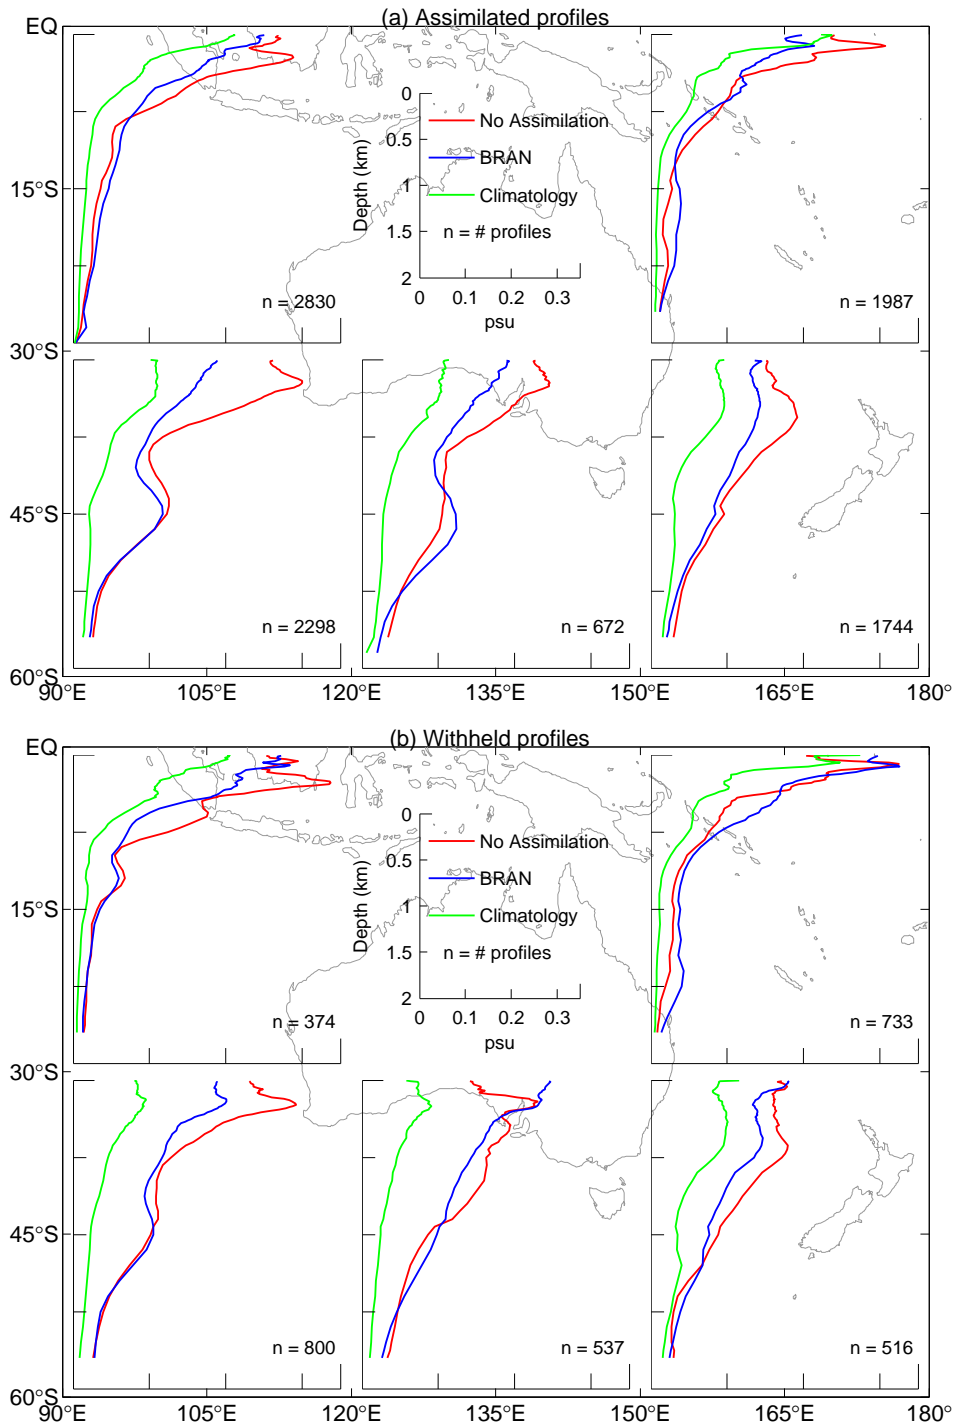 (a) Assimilated profiles
EQ
0
No Assimilation
0.5
BRAN
1
Climatology
Depth (km)
15°S
1.5
n = # profiles
2
0 0.1 0.2 0.3
psu
n = 2830
n = 1987
30°S
45°S
n = 2298
n = 672
n = 1744
60°S
90°E 105°E 120°E 135°E 150°E 165°E 180°
(b) Withheld profiles
EQ
0
No Assimilation
0.5
BRAN
1
Climatology
Depth (km)
15°S
1.5
n = # profiles
2
0 0.1 0.2 0.3
psu
n = 374
n = 733
30°S
45°S
n = 800
n = 537
n = 516
60°S
90°E 105°E 120°E 135°E 150°E 165°E 180°